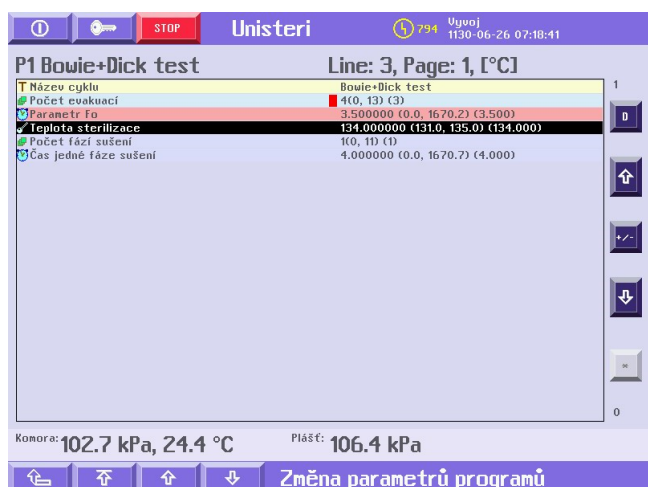 STOP Unisteri 794 Vyvoj
1130-06-26 07:18:41
P1 Bowie+Dick test Line: 3, Page: 1, [°C]
T Název cyklu Bowie+Dick test 1
Počet evakuací 4(0, 13) (3)
Parametr Fo 3.500000 (0.0, 1670.2) (3.500) D
Teplota sterilizace 134.000000 (131.0, 135.0) (134.000)
Počet fází sušení 1(0, 11) (1)
Čas jedné fáze sušení 4.000000 (0.0, 1670.7) (4.000)
+/-
0
Komora: 102.7 kPa, 24.4 °C Plášť: 106.4 kPa
Změna parametrů programů